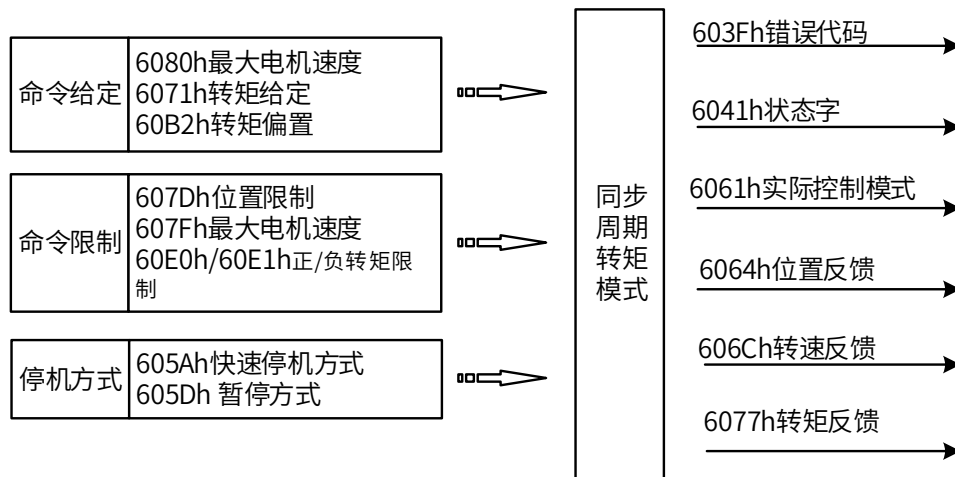 命令给定
6080h最大电机速度
6071h转矩给定
60B2h转矩偏置
命令限制
607Dh位置限制
607Fh最大电机速度
60E0h/60E1h正/负转矩限
制
停机方式
605Ah快速停机方式
605Dh 暂停方式
同步
周期
转矩
模式
603Fh错误代码
6041h状态字
6061h实际控制模式
6064h位置反馈
606Ch转速反馈
6077h转矩反馈